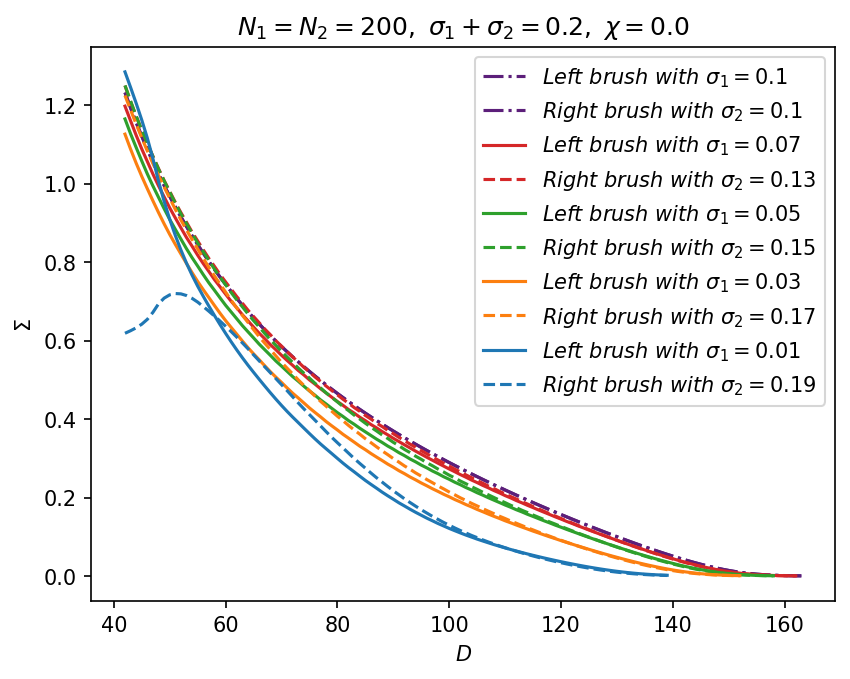 N₁ = N₂ = 200, σ₁ + σ₂ = 0.2, χ = 0.0
Left brush with σ₁ = 0.1
Right brush with σ₂ = 0.1
Left brush with σ₁ = 0.07
Right brush with σ₂ = 0.13
Left brush with σ₁ = 0.05
Right brush with σ₂ = 0.15
Left brush with σ₁ = 0.03
Right brush with σ₂ = 0.17
Left brush with σ₁ = 0.01
Right brush with σ₂ = 0.19
Σ
1.2
1.0
0.8
0.6
0.4
0.2
0.0
40 60 80 100 120 140 160
D